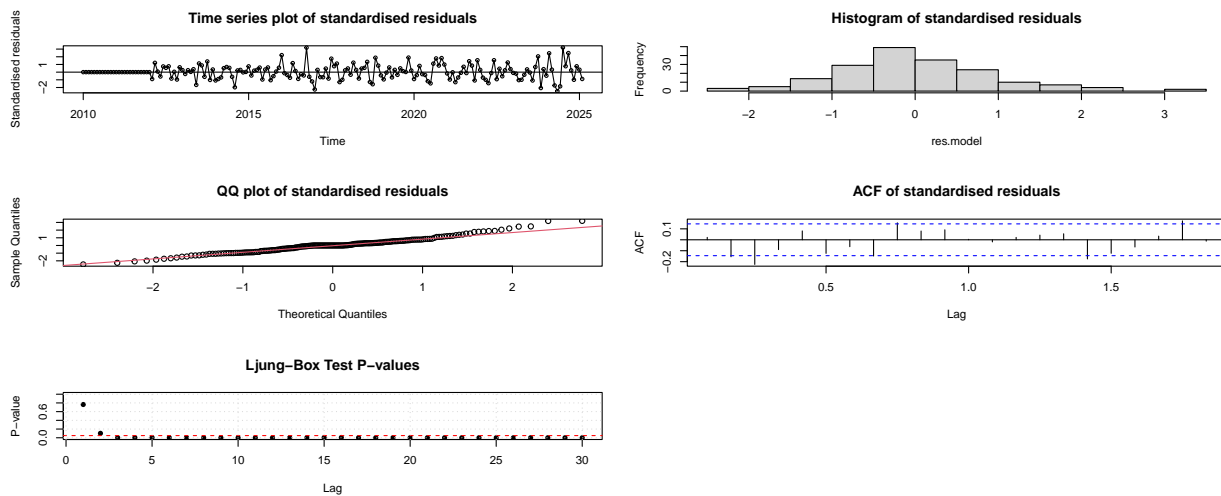 Time series plot of standardised residuals
Standardised residuals
1
−2
2010 2015 2020 2025
Time
Histogram of standardised residuals
Frequency
30
0
−2 −1 0 1 2 3
res.model
QQ plot of standardised residuals
Sample Quantiles
1
−2
−2 −1 0 1 2
Theoretical Quantiles
ACF of standardised residuals
ACF
0.1
−0.2
0.5 1.0 1.5
Lag
Ljung−Box Test P−values
P−value
0.6
0.0
0 5 10 15 20 25 30
Lag